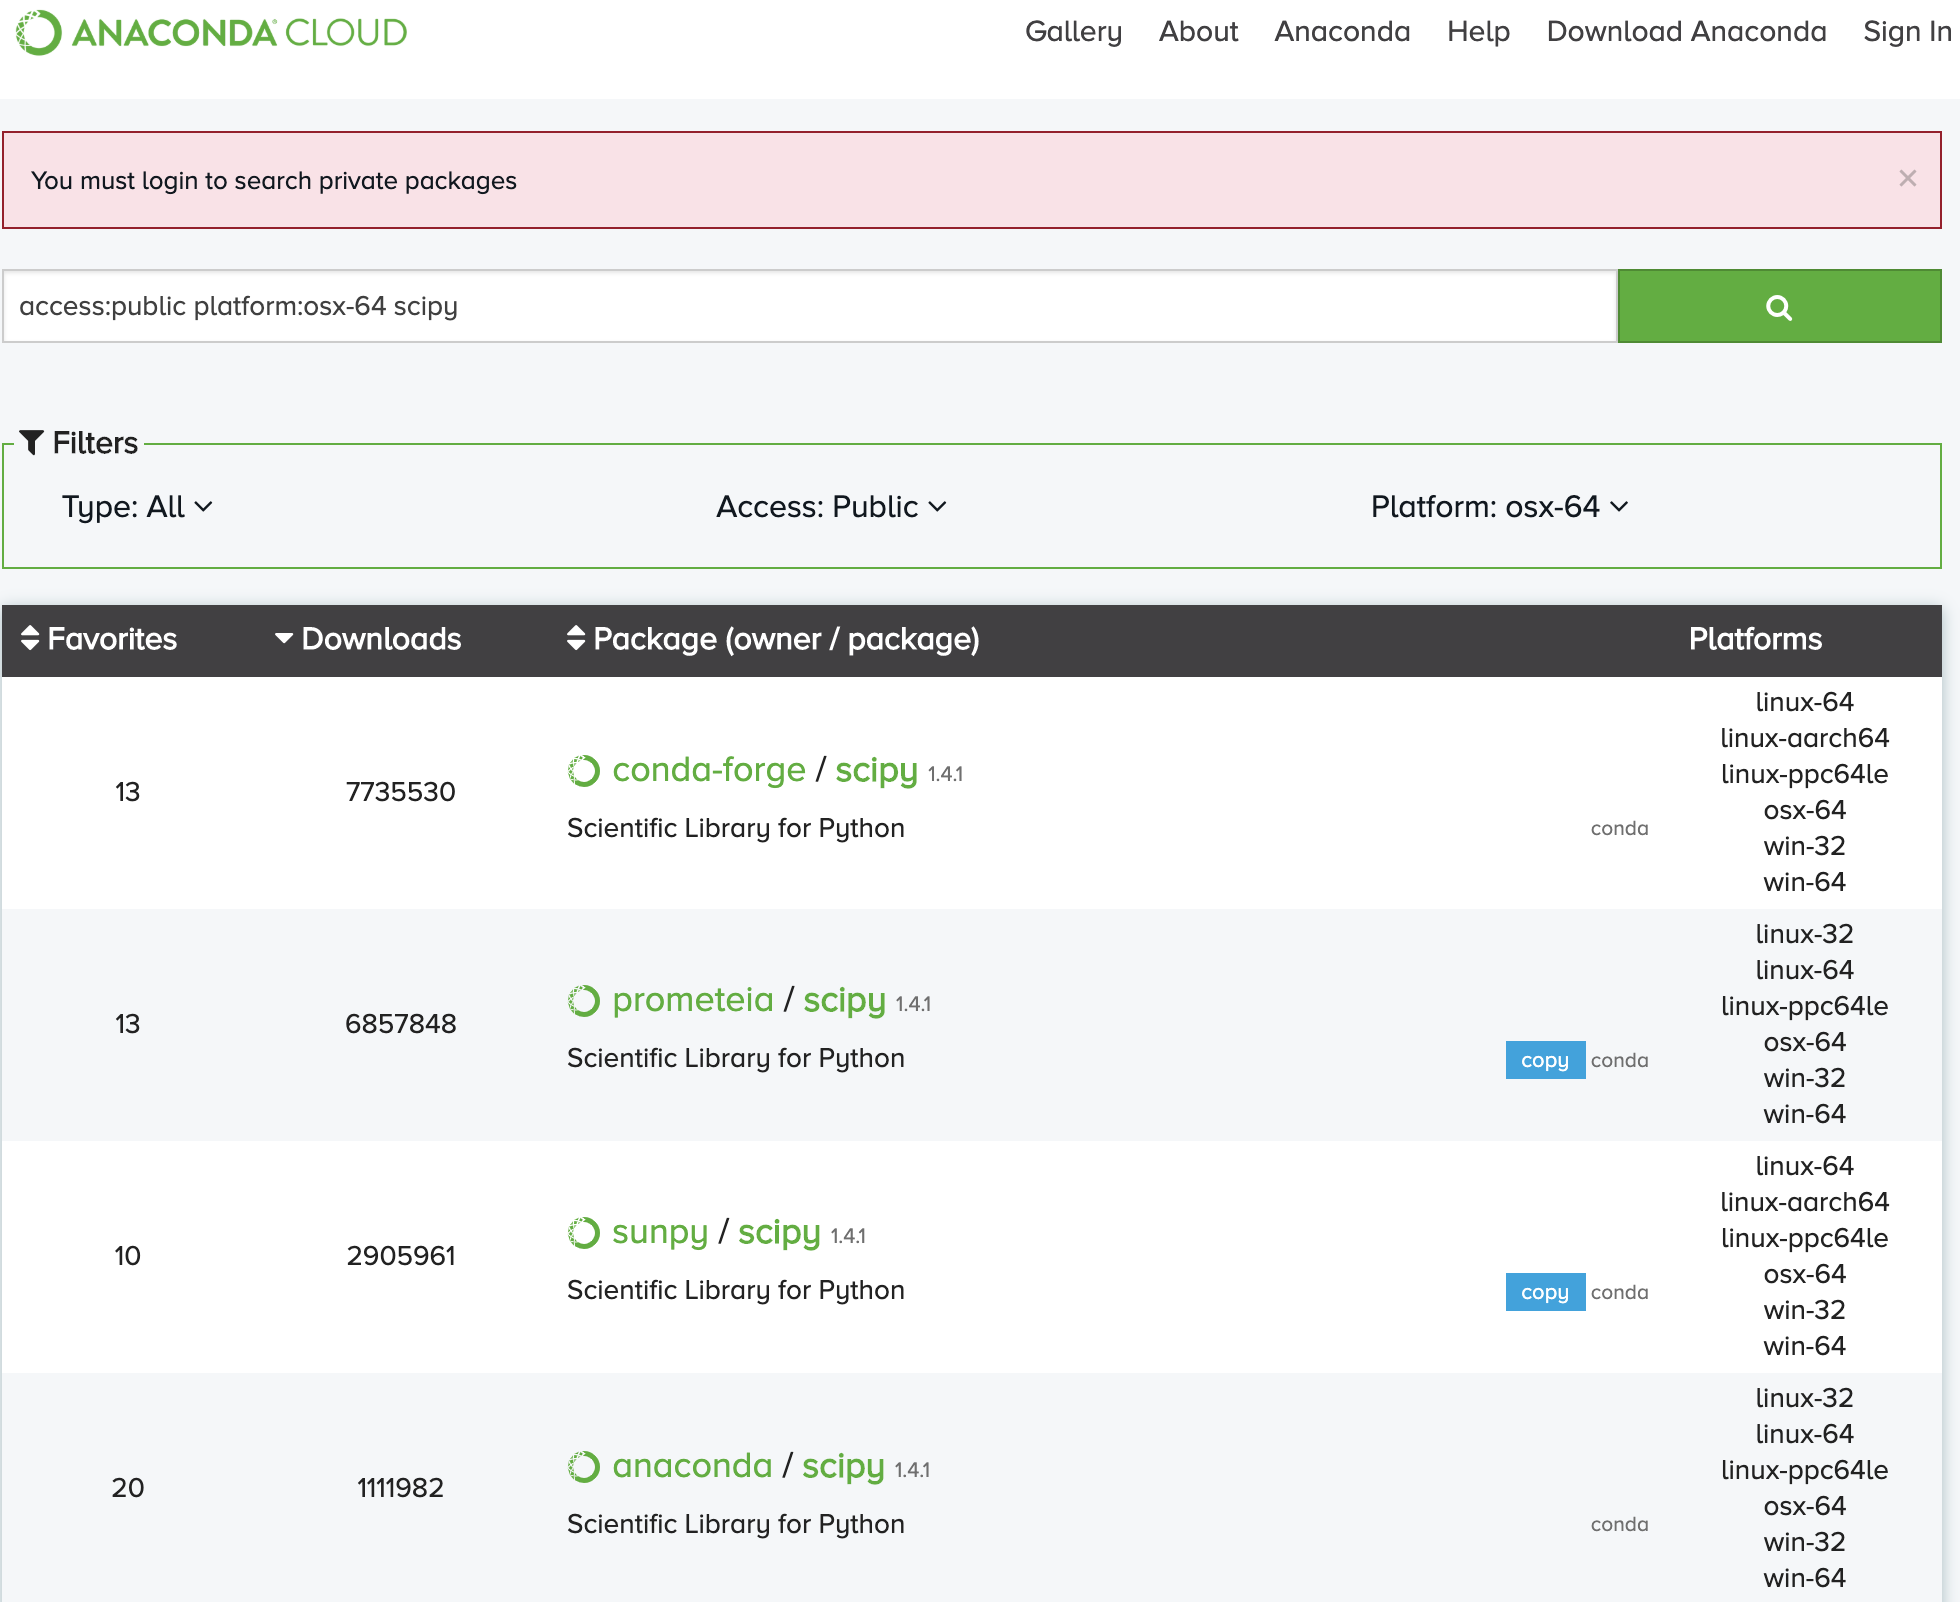 ANACONDA CLOUD
Gallery About Anaconda Help Download Anaconda Sign In
You must login to search private packages ×
access:public platform:osx-64 scipy
Filters
Type: All Access: Public Platform: osx-64
Favorites Downloads Package (owner / package) Platforms
13 7735530 conda-forge / scipy 1.4.1
Scientific Library for Python
conda
linux-64
linux-aarch64
linux-ppc64le
osx-64
win-32
win-64
13 6857848 prometeia / scipy 1.4.1
Scientific Library for Python
copy conda
linux-32
linux-64
linux-ppc64le
osx-64
win-32
win-64
10 2905961 sunpy / scipy 1.4.1
Scientific Library for Python
copy conda
linux-64
linux-aarch64
linux-ppc64le
osx-64
win-32
win-64
20 1111982 anaconda / scipy 1.4.1
Scientific Library for Python
conda
linux-32
linux-64
linux-ppc64le
osx-64
win-32
win-64